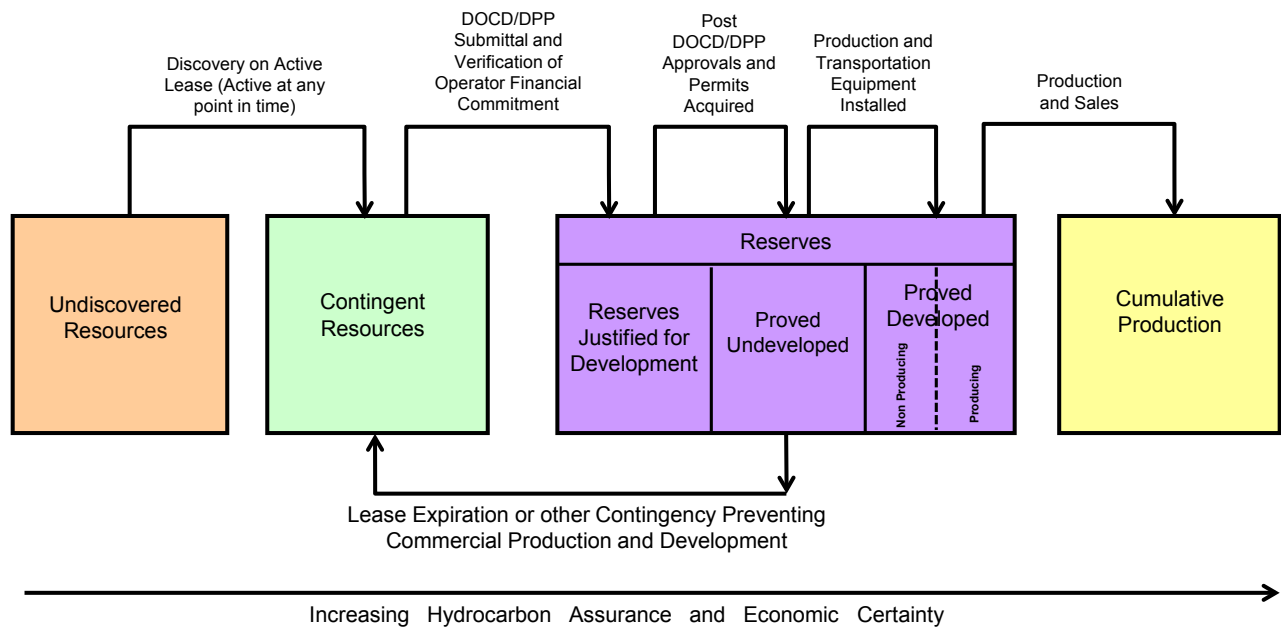 Discovery on Active
Lease (Active at any
point in time)
DOCD/DPP
Submittal and
Verification of
Operator Financial
Commitment
Post
DOCD/DPP
Approvals and
Permits
Acquired
Production and
Transportation
Equipment
Installed
Production
and Sales
Undiscovered
Resources
Contingent
Resources
Reserves
Reserves
Justified for
Development
Proved
Undeveloped
Proved
Developed
Non Producing
Producing
Cumulative
Production
Lease Expiration or other Contingency Preventing
Commercial Production and Development
Increasing Hydrocarbon Assurance and Economic Certainty